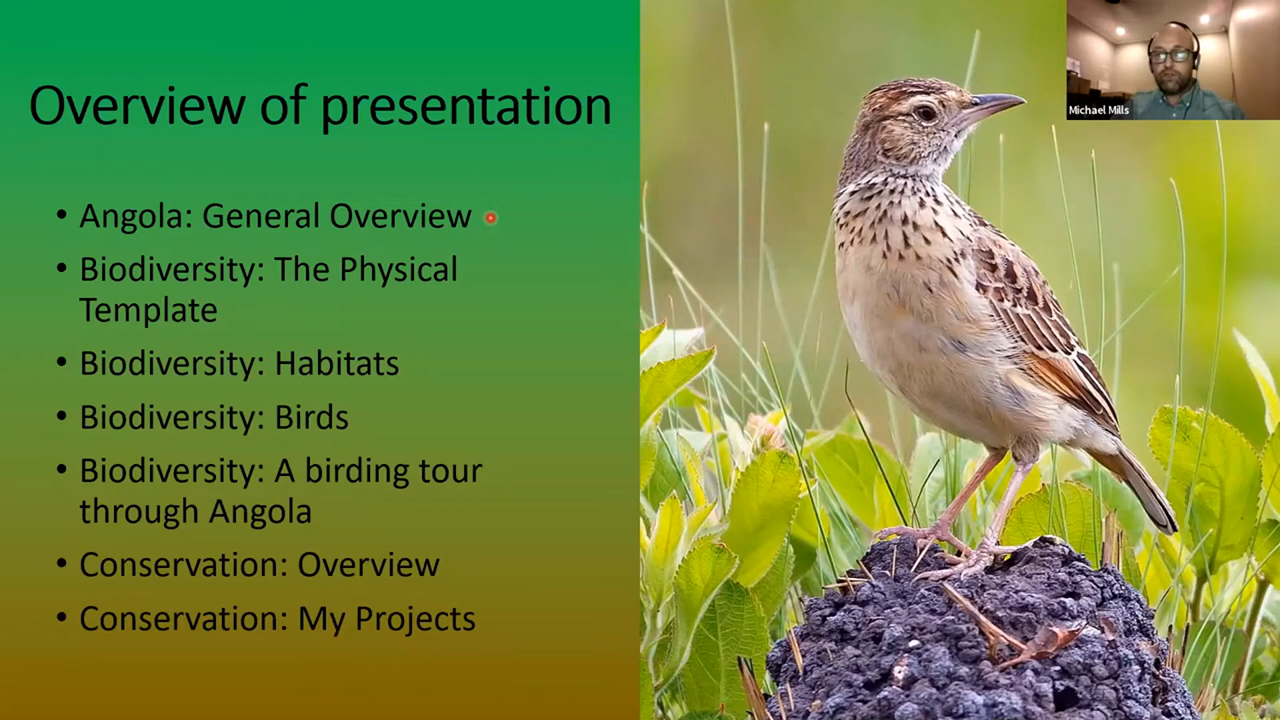 Overview of presentation
• Angola: General Overview
• Biodiversity: The Physical
Template
• Biodiversity: Habitats
• Biodiversity: Birds
• Biodiversity: A birding tour
through Angola
• Conservation: Overview
• Conservation: My Projects
Michael Mills